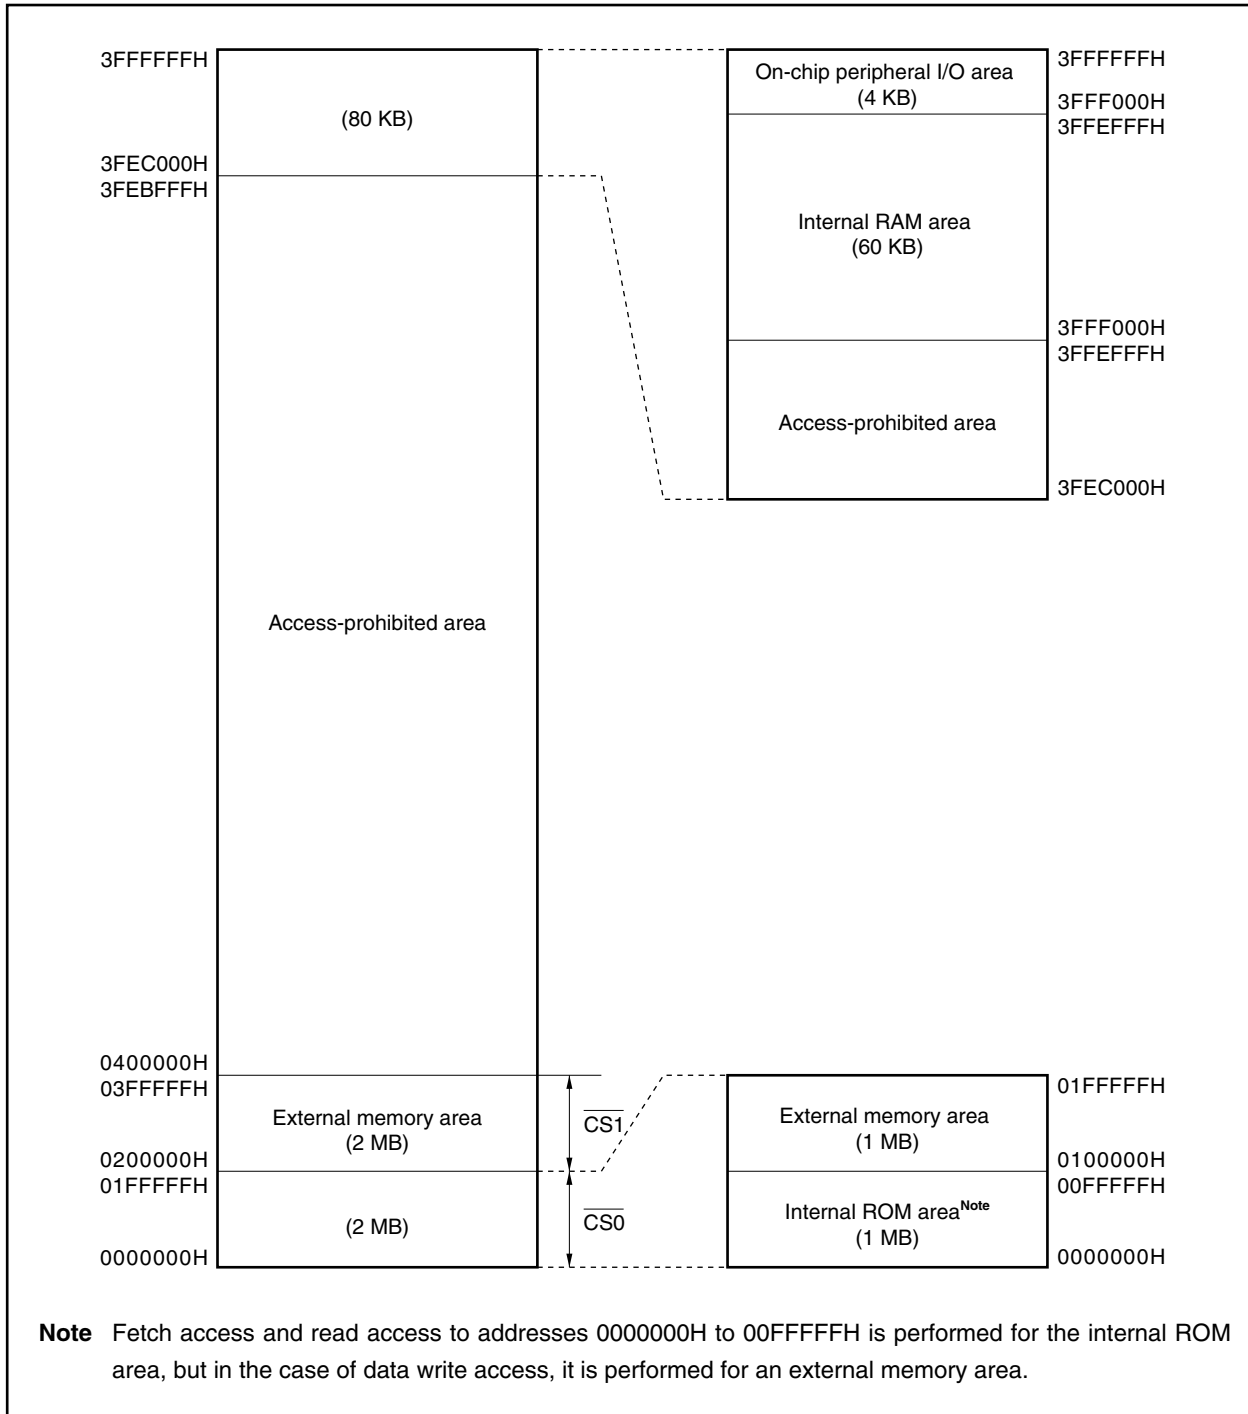 3FFFFFFH
(80 KB)
3FEC000H
3FEBFFFH
Access-prohibited area
0400000H
03FFFFFH
External memory area
(2 MB)
0200000H
01FFFFFH
(2 MB)
0000000H
CS1
CS0
On-chip peripheral I/O area
(4 KB)
3FFFFFFH
3FFF000H
3FFEFFFH
Internal RAM area
(60 KB)
3FFF000H
3FFEFFFH
Access-prohibited area
3FEC000H
External memory area
(1 MB)
01FFFFFH
0100000H
00FFFFFH
Internal ROM areaNote
(1 MB)
0000000H
Note Fetch access and read access to addresses 0000000H to 00FFFFFH is performed for the internal ROM
area, but in the case of data write access, it is performed for an external memory area.